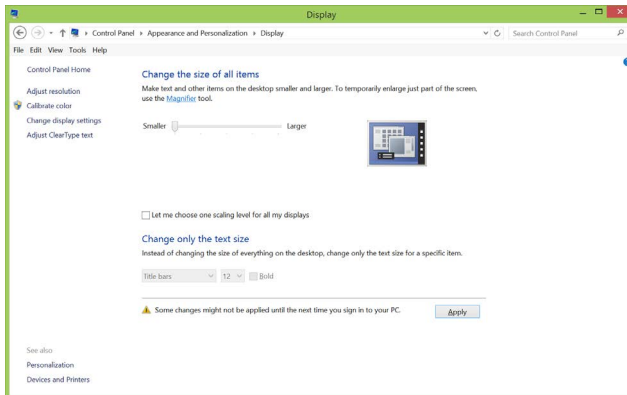 Display
Control Panel Appearance and Personalization Display
Search Control Panel
File Edit View Tools Help
Control Panel Home
Adjust resolution
Calibrate color
Change display settings
Adjust ClearType text
Change the size of all items
Make text and other items on the desktop smaller and larger. To temporarily enlarge just part of the screen,
use the Magnifier tool.
Smaller Larger
Let me choose one scaling level for all my displays
Change only the text size
Instead of changing the size of everything on the desktop, change only the text size for a specific item.
Title bars 12 Bold
Some changes might not be applied until the next time you sign in to your PC.
Apply
See also
Personalization
Devices and Printers